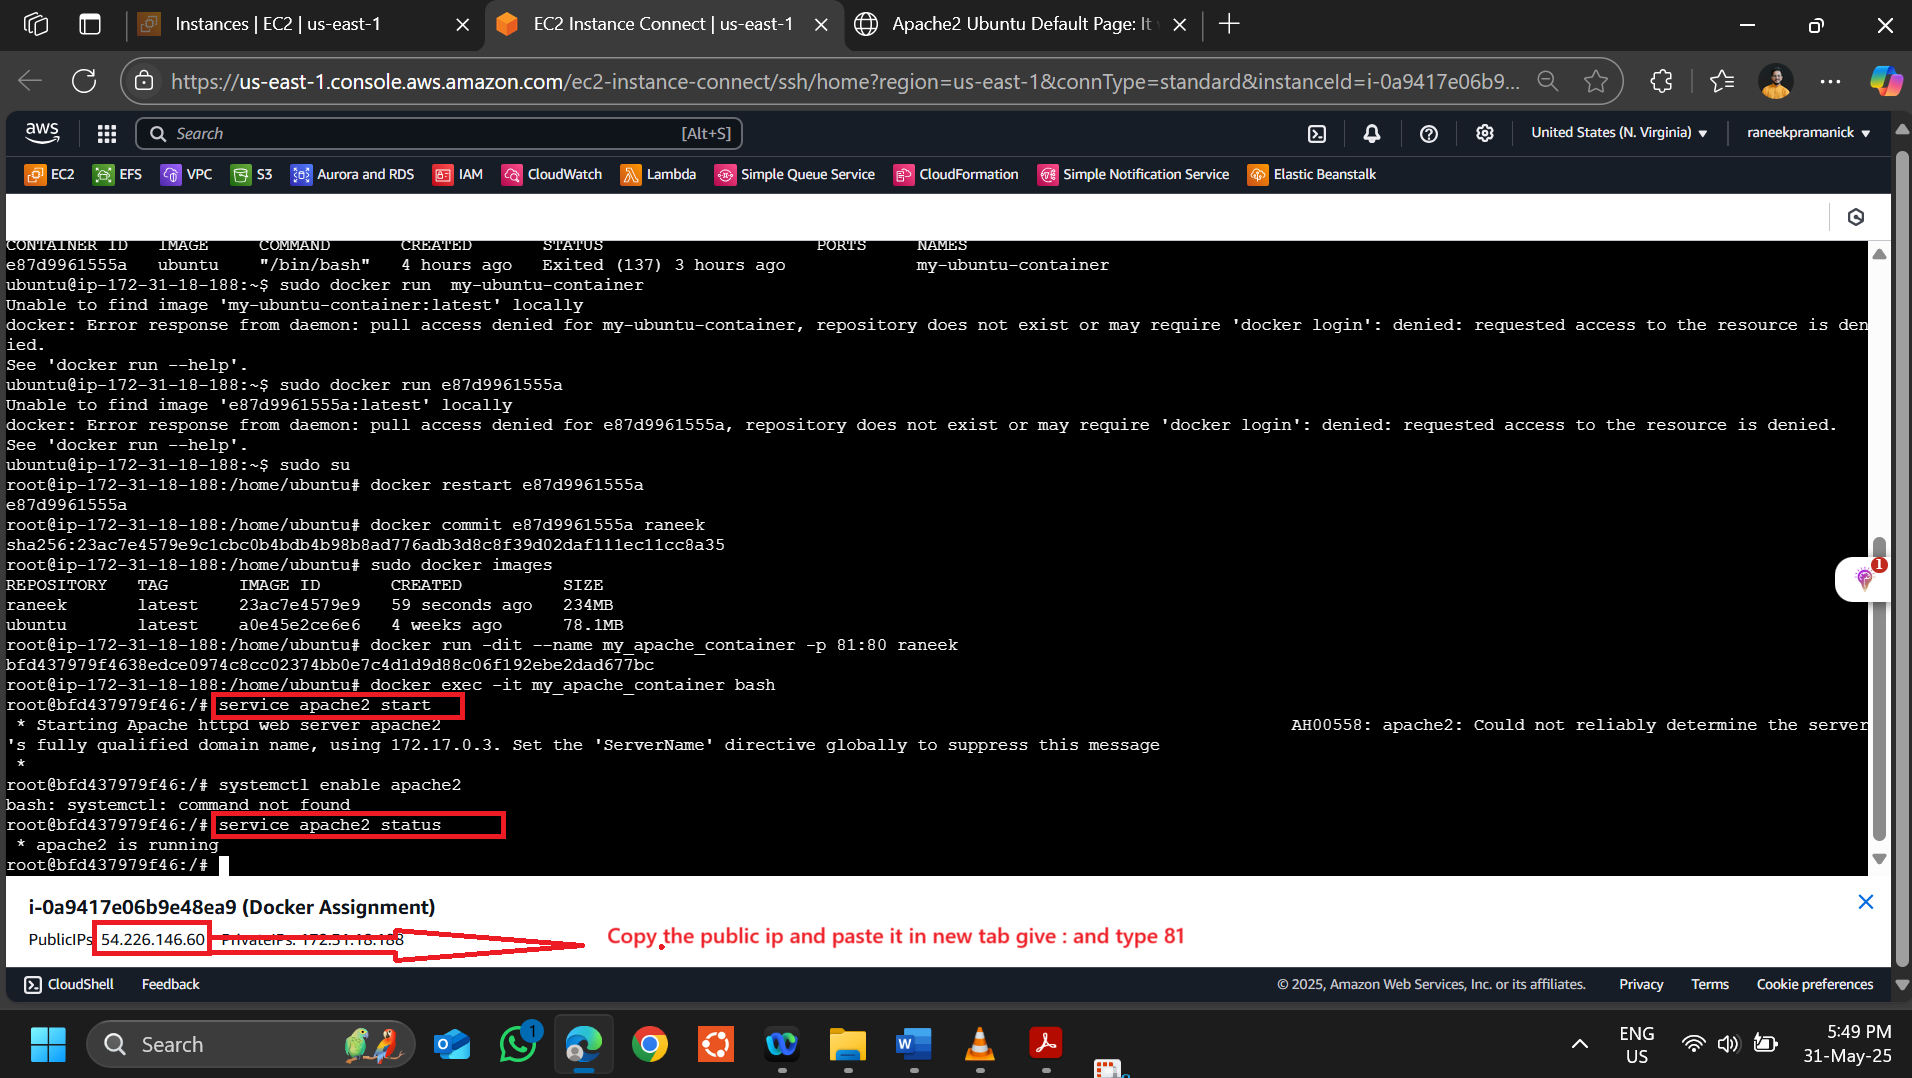 Instances | EC2 | us-east-1
EC2 Instance Connect | us-east-1
Apache2 Ubuntu Default Page: It
https://us-east-1.console.aws.amazon.com/ec2-instance-connect/ssh/home?region=us-east-1&connType=standard&instanceId=i-0a9417e06b9...
aws
Search
[Alt+S]
United States (N. Virginia)
raneekpramanick
EC2
EFS
VPC
S3
Aurora and RDS
IAM
CloudWatch
Lambda
Simple Queue Service
CloudFormation
Simple Notification Service
Elastic Beanstalk
CONTAINER ID   IMAGE     COMMAND       CREATED       STATUS                     PORTS     NAMES
e87d9961555a   ubuntu    "/bin/bash"   4 hours ago   Exited (137) 3 hours ago             my-ubuntu-container
ubuntu@ip-172-31-18-188:~$ sudo docker run  my-ubuntu-container
Unable to find image 'my-ubuntu-container:latest' locally
docker: Error response from daemon: pull access denied for my-ubuntu-container, repository does not exist or may require 'docker login': denied: requested access to the resource is den
ied.
See 'docker run --help'.
ubuntu@ip-172-31-18-188:~$ sudo docker run e87d9961555a
Unable to find image 'e87d9961555a:latest' locally
docker: Error response from daemon: pull access denied for e87d9961555a, repository does not exist or may require 'docker login': denied: requested access to the resource is denied.
See 'docker run --help'.
ubuntu@ip-172-31-18-188:~$ sudo su
root@ip-172-31-18-188:/home/ubuntu# docker restart e87d9961555a
e87d9961555a
root@ip-172-31-18-188:/home/ubuntu# docker commit e87d9961555a raneek
sha256:23ac7e4579e9c1cbc0b4bdb4b98b8ad776adb3d8c8f39d02daf111ec11cc8a35
root@ip-172-31-18-188:/home/ubuntu# sudo docker images
REPOSITORY   TAG       IMAGE ID       CREATED          SIZE
raneek       latest    23ac7e4579e9   59 seconds ago   234MB
ubuntu       latest    a0e45e2ce6e6   4 weeks ago      78.1MB
root@ip-172-31-18-188:/home/ubuntu# docker run -dit --name my_apache_container -p 81:80 raneek
bfd437979f4638edce0974c8cc02374bb0e7c4d1d9d88c06f192ebe2dad677bc
root@ip-172-31-18-188:/home/ubuntu# docker exec -it my_apache_container bash
root@bfd437979f46:/# service apache2 start
 * Starting Apache httpd web server apache2                                                                                    AH00558: apache2: Could not reliably determine the server
's fully qualified domain name, using 172.17.0.3. Set the 'ServerName' directive globally to suppress this message
 *
root@bfd437979f46:/# systemctl enable apache2
bash: systemctl: command not found
root@bfd437979f46:/# service apache2 status
 * apache2 is running
root@bfd437979f46:/#
1
i-0a9417e06b9e48ea9 (Docker Assignment)
PublicIPs: 54.226.146.60   PrivateIPs: 172.31.18.188
Copy the public ip and paste it in new tab give : and type 81
CloudShell
Feedback
© 2025, Amazon Web Services, Inc. or its affiliates.
Privacy
Terms
Cookie preferences
Search
1
ENG
US
5:49 PM
31-May-25